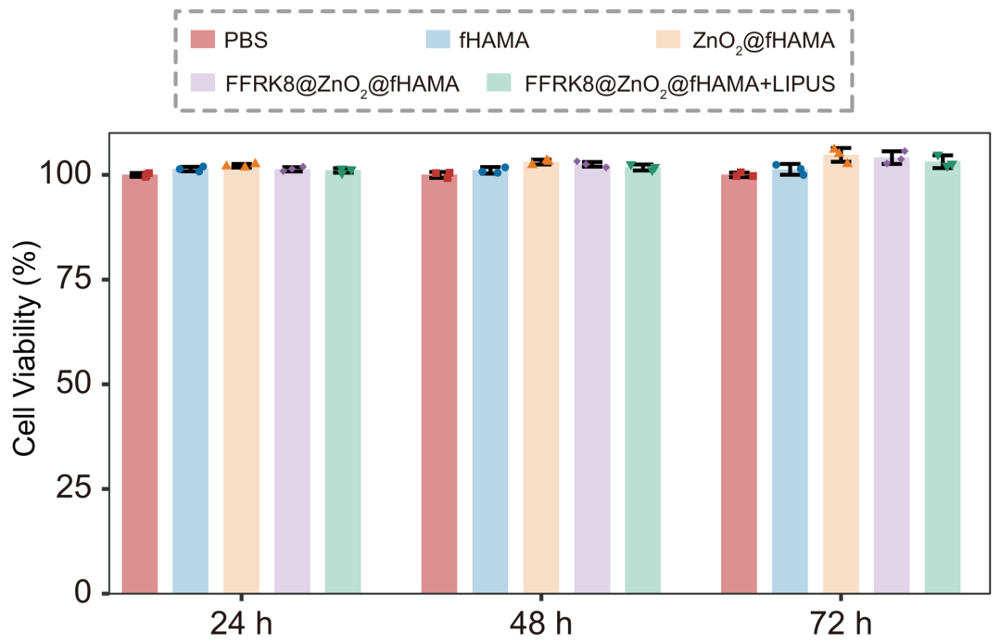 PBS fHAMA ZnO₂@fHAMA
FFRK8@ZnO₂@fHAMA FFRK8@ZnO₂@fHAMA+LIPUS
Cell Viability (%)
100
75
50
25
0
24 h 48 h 72 h